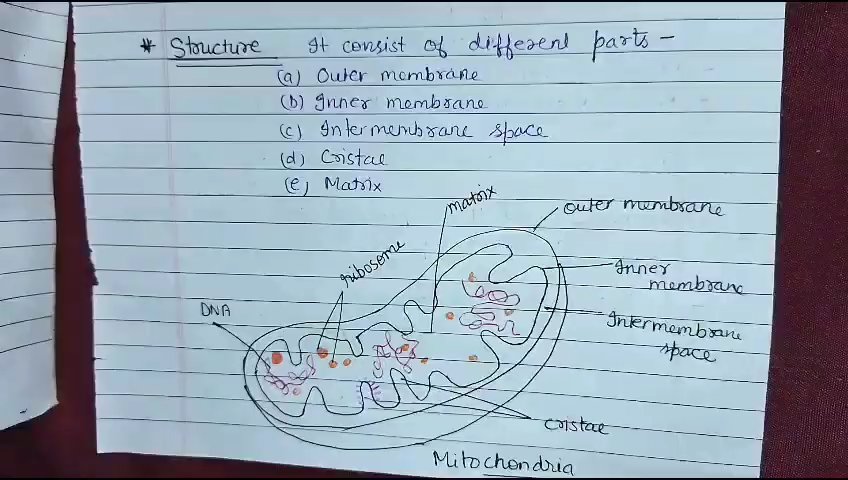 * Structure It consist of different parts -
(a) Outer membrane
(b) Inner membrane
(c) Intermembrane space
(d) Cristae
(e) Matrix
matrix
Outer membrane
ribosome
Inner
membrane
DNA
Intermembrane
space
Cristae
Mitochondria